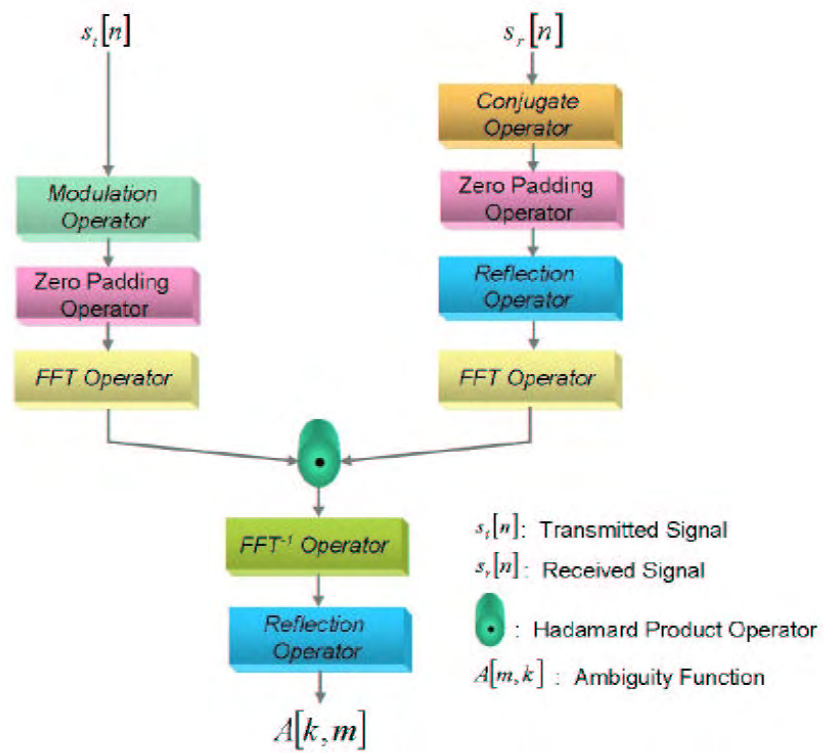 s_t[n]
s_r[n]
Conjugate
Operator
Modulation
Operator
Zero Padding
Operator
Zero Padding
Operator
Reflection
Operator
FFT Operator
FFT Operator
FFT⁻¹ Operator
Reflection
Operator
A[k,m]
s_t[n]: Transmitted Signal
s_r[n]: Received Signal
: Hadamard Product Operator
A[m,k] : Ambiguity Function